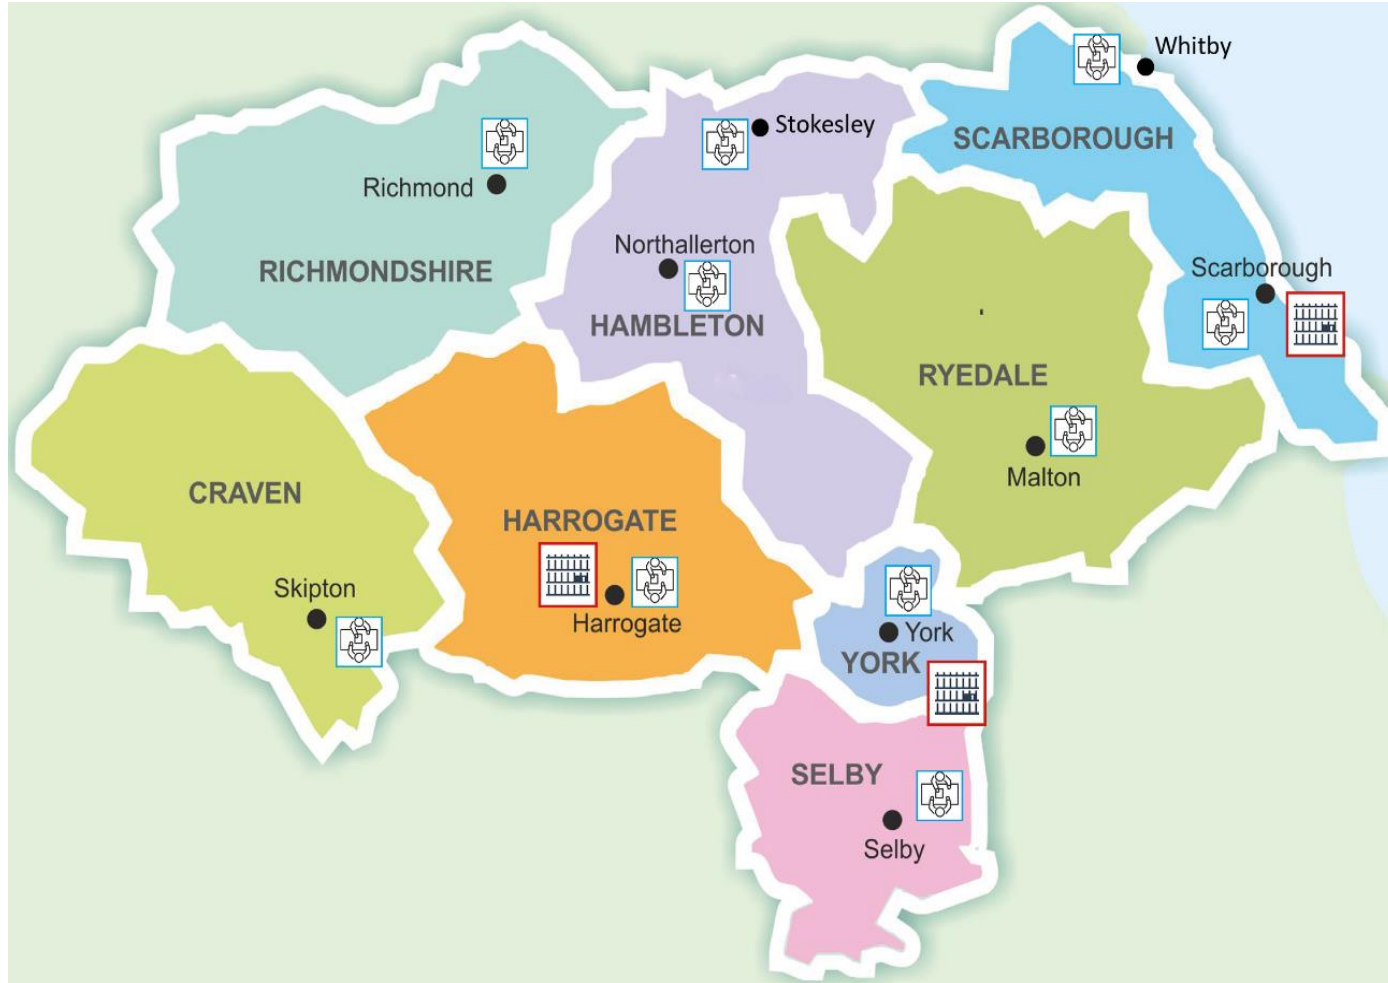 Whitby
Stokesley
SCARBOROUGH
Richmond
Northallerton
Scarborough
RICHMONDSHIRE
HAMBLETON
RYEDALE
Malton
CRAVEN
HARROGATE
Skipton
Harrogate
York
YORK
SELBY
Selby